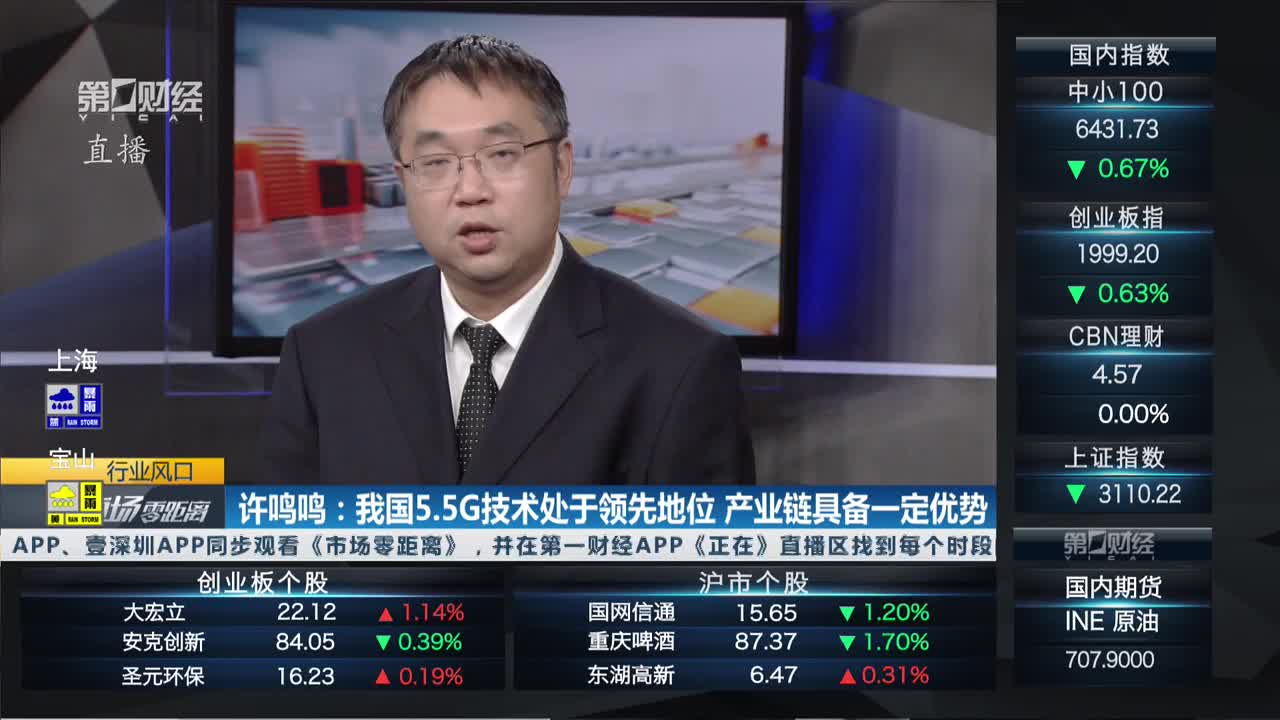 第一财经
YICAI
直播
上海
暴雨
蓝 RAIN STORM
宝山
暴雨
黄 RAIN STORM
行业风口
市场零距离
许鸣鸣：我国5.5G技术处于领先地位 产业链具备一定优势
APP、壹深圳APP同步观看《市场零距离》，并在第一财经APP《正在》直播区找到每个时段
创业板个股
大宏立 22.12 ▲ 1.14%
安克创新 84.05 ▼ 0.39%
圣元环保 16.23 ▲ 0.19%
沪市个股
国网信通 15.65 ▼ 1.20%
重庆啤酒 87.37 ▼ 1.70%
东湖高新 6.47 ▲ 0.31%
国内指数
中小100
6431.73
▼ 0.67%
创业板指
1999.20
▼ 0.63%
CBN理财
4.57
0.00%
上证指数
▼ 3110.22
第一财经
YICAI
国内期货
INE 原油
707.9000